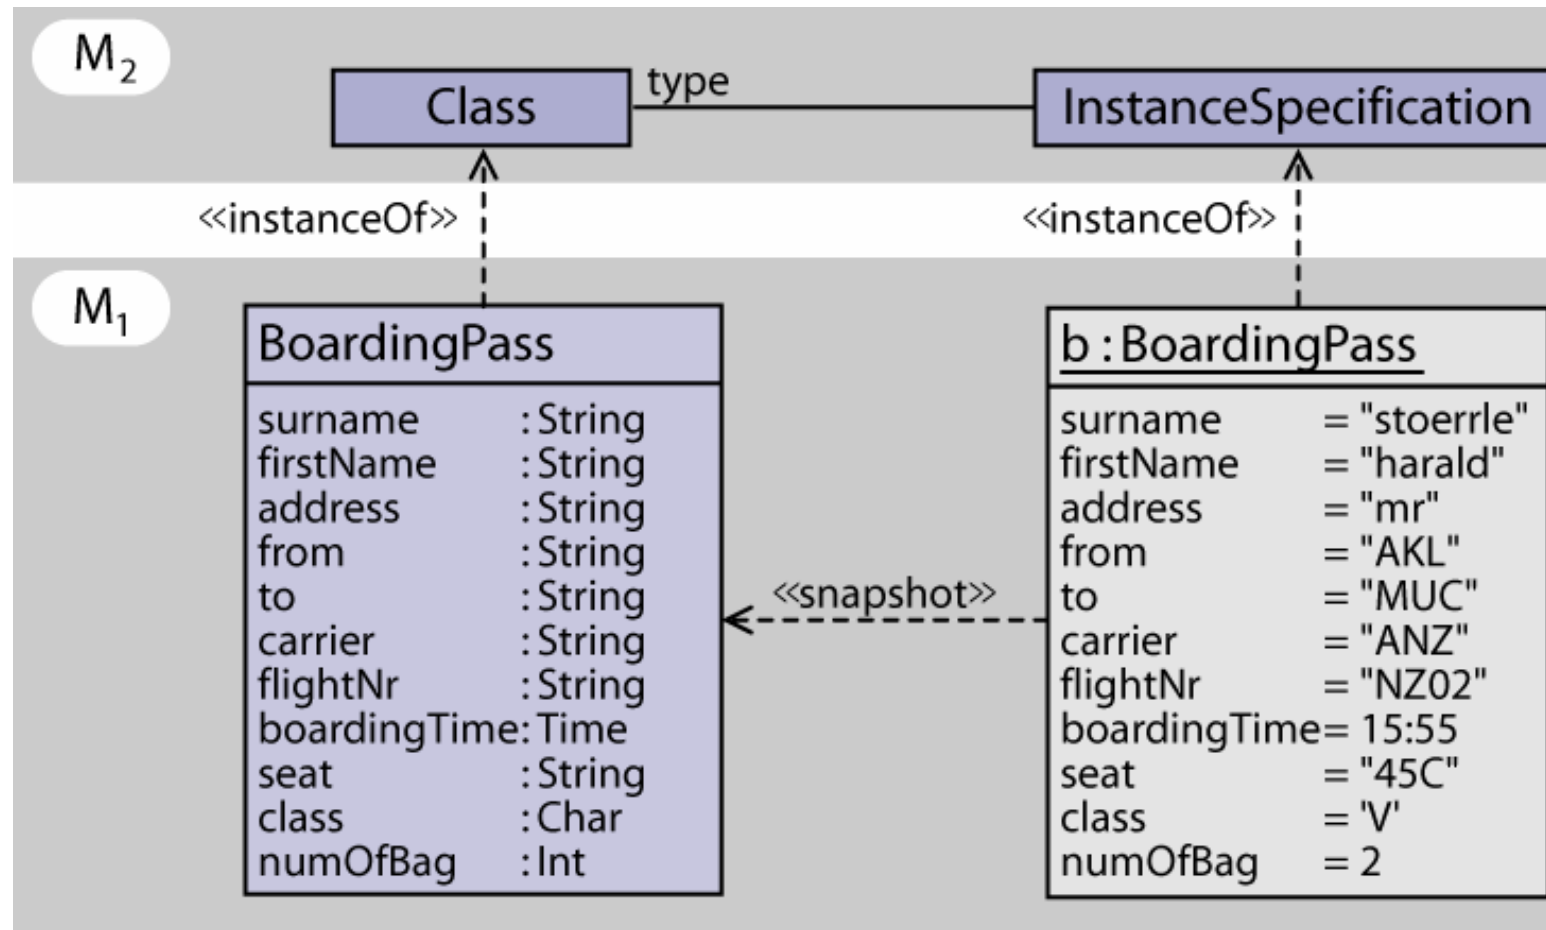 M2
Class
type
InstanceSpecification
«instanceOf»
«instanceOf»
M1
BoardingPass
surname : String
firstName : String
address : String
from : String
to : String
carrier : String
flightNr : String
boardingTime: Time
seat : String
class : Char
numOfBag : Int
«snapshot»
b : BoardingPass
surname = "stoerrle"
firstName = "harald"
address = "mr"
from = "AKL"
to = "MUC"
carrier = "ANZ"
flightNr = "NZ02"
boardingTime= 15:55
seat = "45C"
class = 'V'
numOfBag = 2